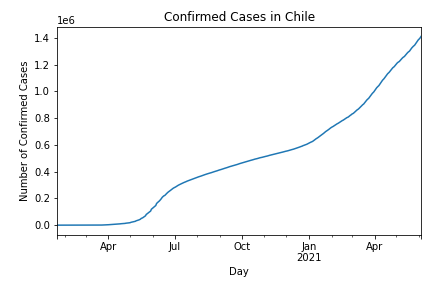 Confirmed Cases in Chile
1e6
1.4
1.2
1.0
0.8
0.6
0.4
0.2
0.0
Number of Confirmed Cases
Apr
Jul
Oct
Jan
2021
Apr
Day